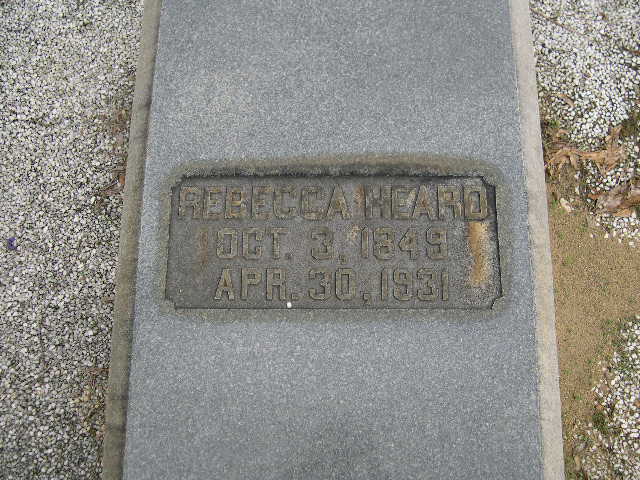 REBECCA HEARD
OCT. 3, 1849
APR. 30, 1931